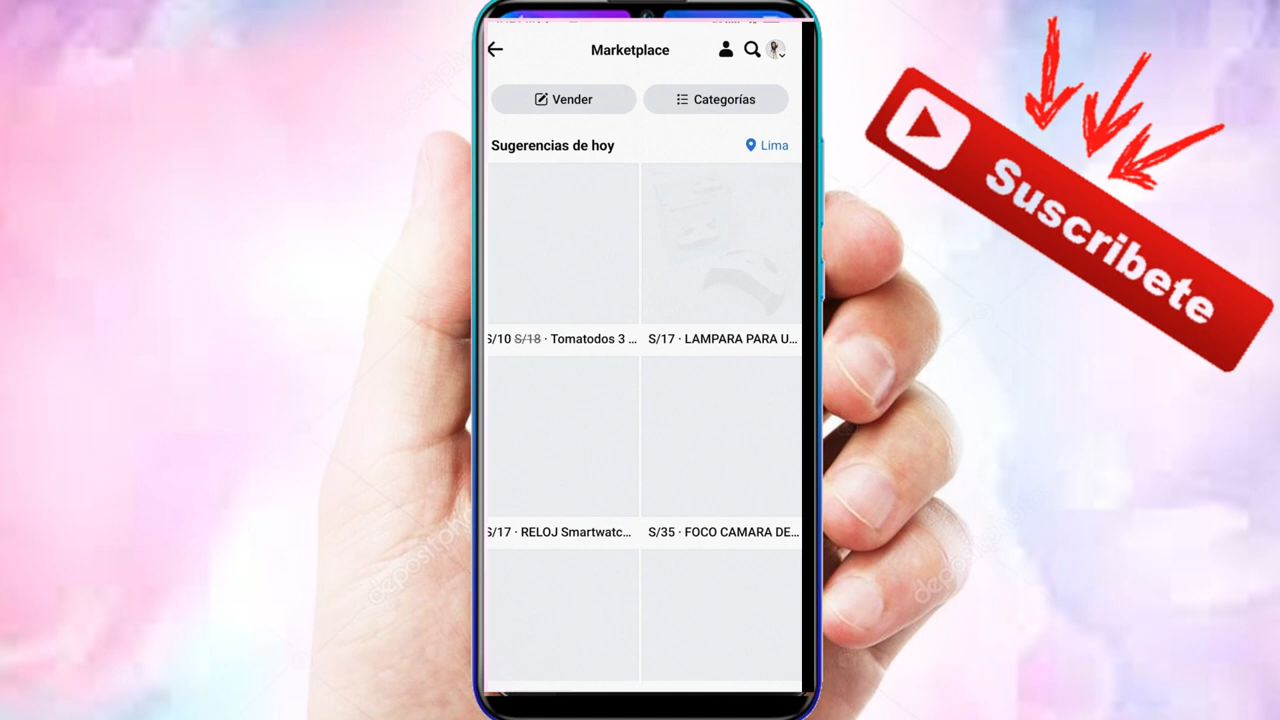 Marketplace
Vender
Categorías
Sugerencias de hoy
Lima
S/10 S/18 · Tomatodos 3 ...
S/17 · LAMPARA PARA U...
S/17 · RELOJ Smartwatc...
S/35 · FOCO CAMARA DE...
Suscribete
depositpho